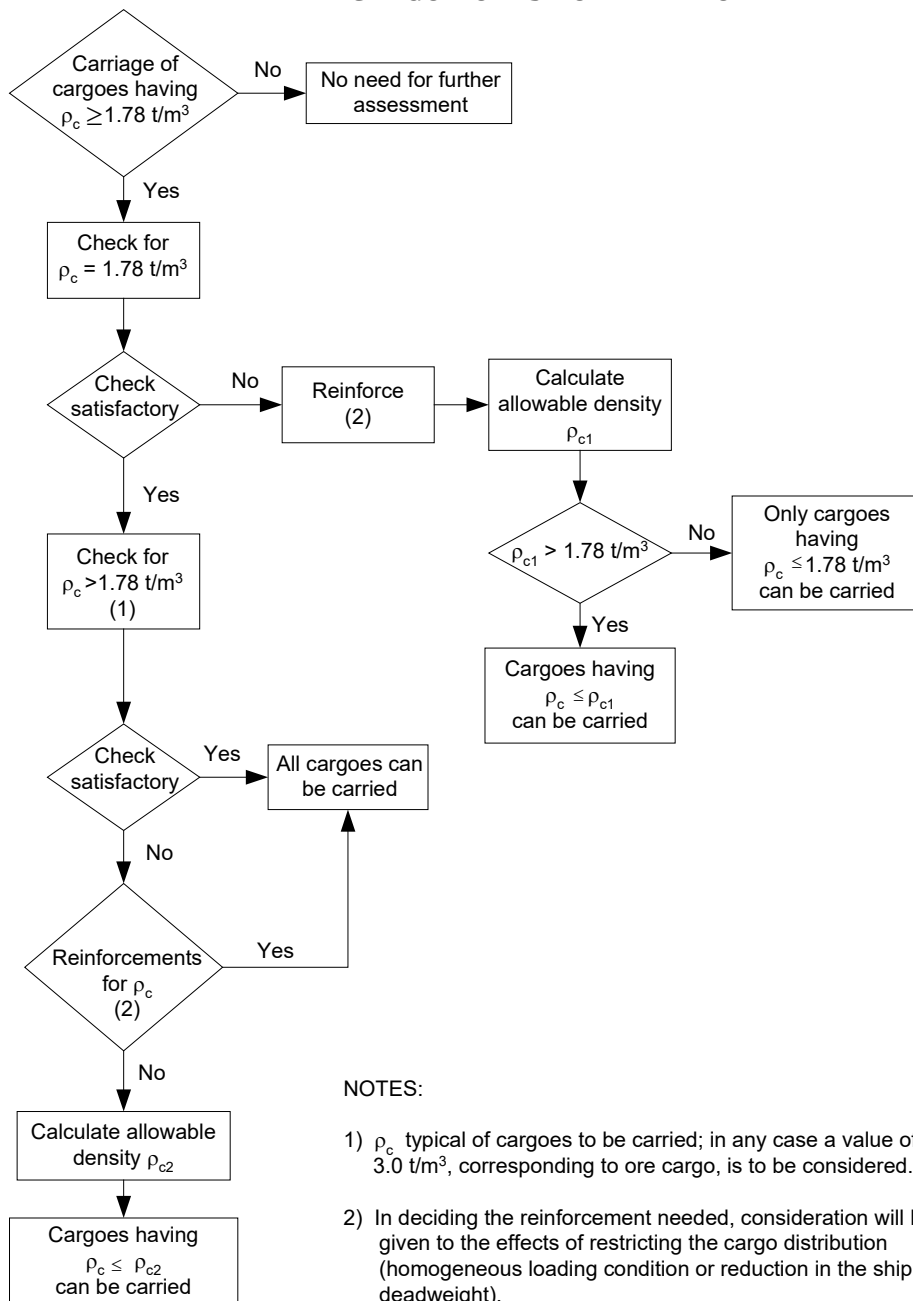 Carriage of
cargoes having
ρc ≥1.78 t/m³
No
No need for further
assessment
Yes
Check for
ρc = 1.78 t/m³
Check
satisfactory
No
Reinforce
(2)
Calculate
allowable density
ρc1
Yes
Check for
ρc >1.78 t/m³
(1)
ρc1 > 1.78 t/m³
No
Only cargoes
having
ρc ≤ 1.78 t/m³
can be carried
Yes
Cargoes having
ρc ≤ ρc1
can be carried
Check
satisfactory
Yes
All cargoes can
be carried
No
Reinforcements
for ρc
(2)
Yes
No
Calculate allowable
density ρc2
Cargoes having
ρc ≤ ρc2
can be carried
NOTES:
1) ρc typical of cargoes to be carried; in any case a value of
3.0 t/m³, corresponding to ore cargo, is to be considered.
2) In deciding the reinforcement needed, consideration will
given to the effects of restricting the cargo distribution
(homogeneous loading condition or reduction in the ship
deadweight).